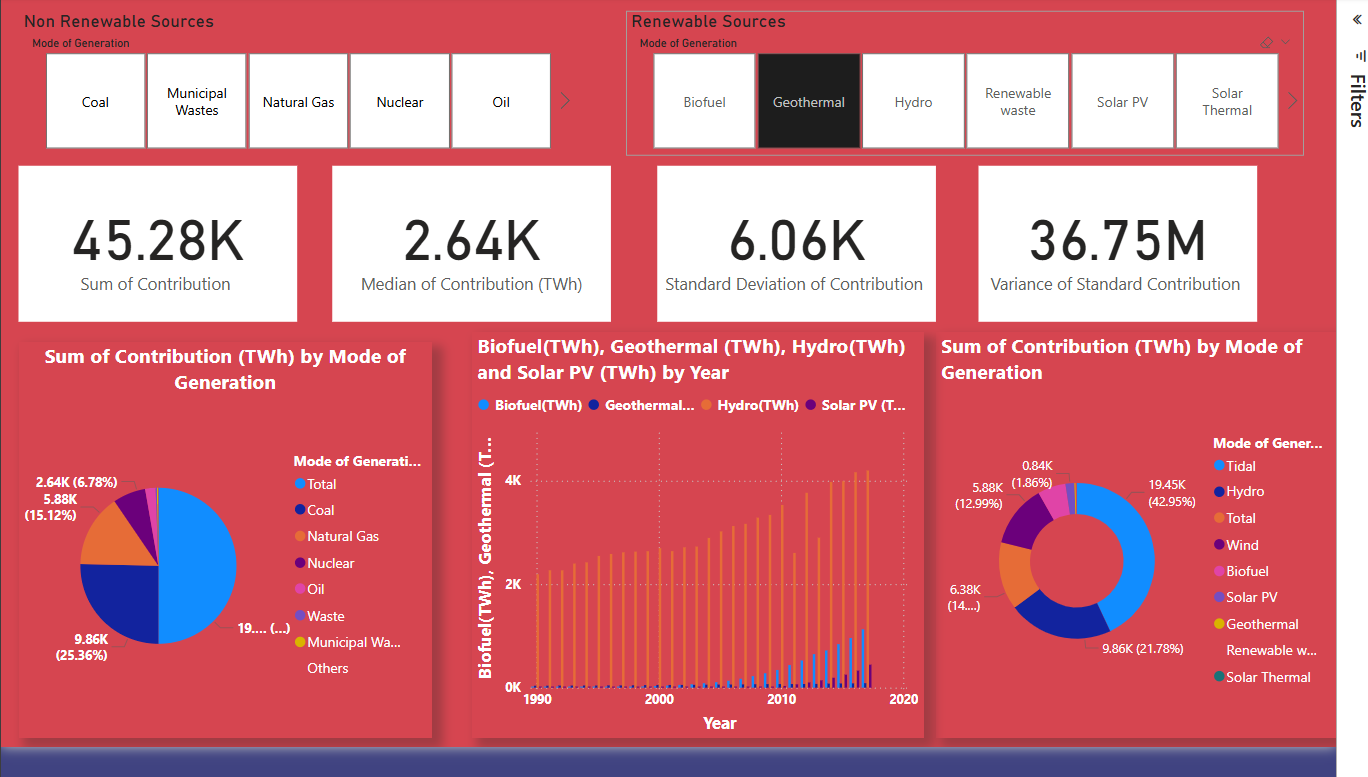 Non Renewable Sources
Mode of Generation
Coal
Municipal
Wastes
Natural Gas
Nuclear
Oil
Renewable Sources
Mode of Generation
Biofuel
Geothermal
Hydro
Renewable
waste
Solar PV
Solar
Thermal
Filters
45.28K
Sum of Contribution
2.64K
Median of Contribution (TWh)
6.06K
Standard Deviation of Contribution
36.75M
Variance of Standard Contribution
Sum of Contribution (TWh) by Mode of
Generation
2.64K (6.78%)
5.88K
(15.12%)
9.86K
(25.36%)
19.... (...)
Mode of Generati...
Total
Coal
Natural Gas
Nuclear
Oil
Waste
Municipal Wa...
Others
Biofuel(TWh), Geothermal (TWh), Hydro(TWh)
and Solar PV (TWh) by Year
Biofuel(TWh) Geothermal... Hydro(TWh) Solar PV (T...
Biofuel(TWh), Geothermal (T...
4K
2K
0K
1990 2000 2010 2020
Year
Sum of Contribution (TWh) by Mode of
Generation
0.84K
(1.86%)
5.88K
(12.99%)
6.38K
(14....)
19.45K
(42.95%)
9.86K (21.78%)
Mode of Gener...
Tidal
Hydro
Total
Wind
Biofuel
Solar PV
Geothermal
Renewable w...
Solar Thermal